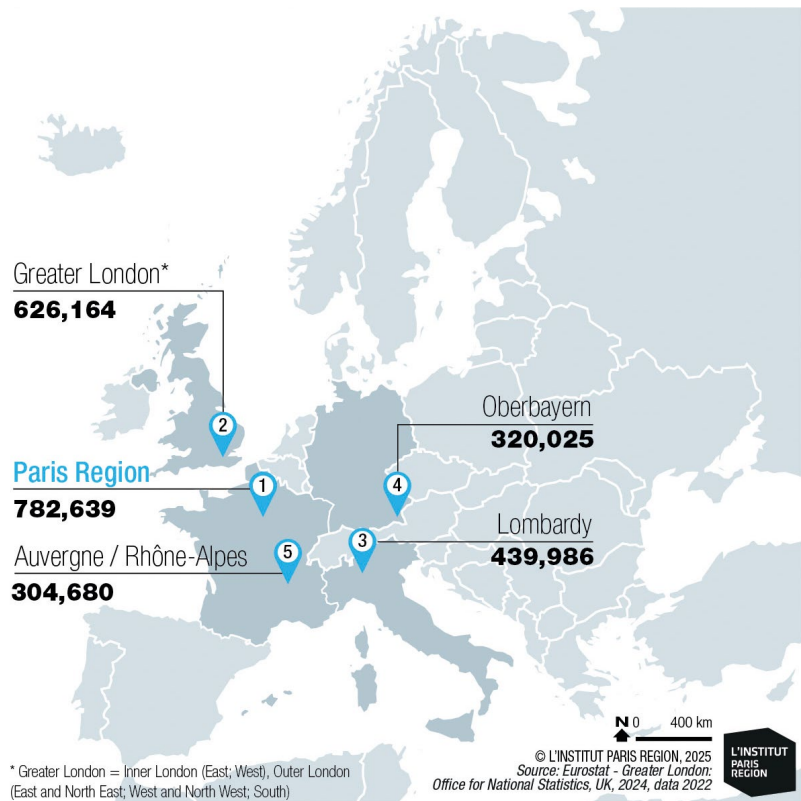 Greater London*
626,164
2
Oberbayern
320,025
Paris Region
1
4
782,639
Lombardy
3
439,986
Auvergne / Rhône-Alpes
5
304,680
N 0 400 km
© L'INSTITUT PARIS REGION, 2025
Source: Eurostat - Greater London:
Office for National Statistics, UK, 2024, data 2022
L'INSTITUT
PARIS
REGION
* Greater London = Inner London (East; West), Outer London
(East and North East; West and North West; South)